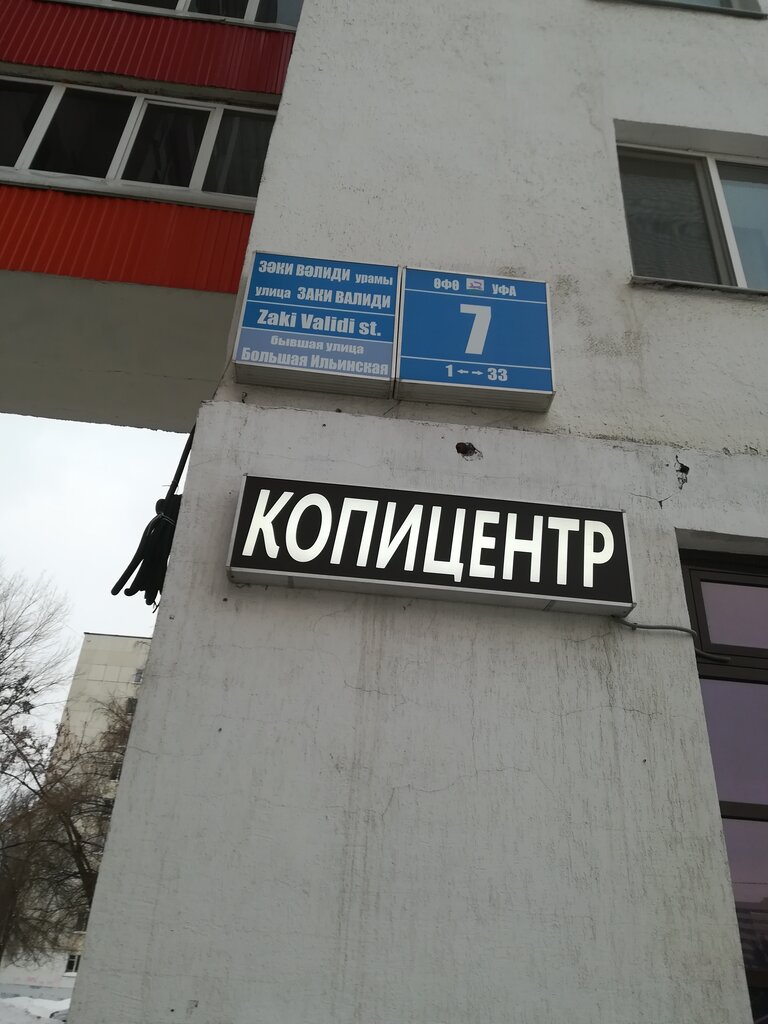 ЗӘКИ ВӘЛИДИ урамы
улица ЗАКИ ВАЛИДИ
Zaki Validi st.
бывшая улица
Большая Ильинская
ӨФӨ УФА
7
1 ←→ 33
КОПИЦЕНТР